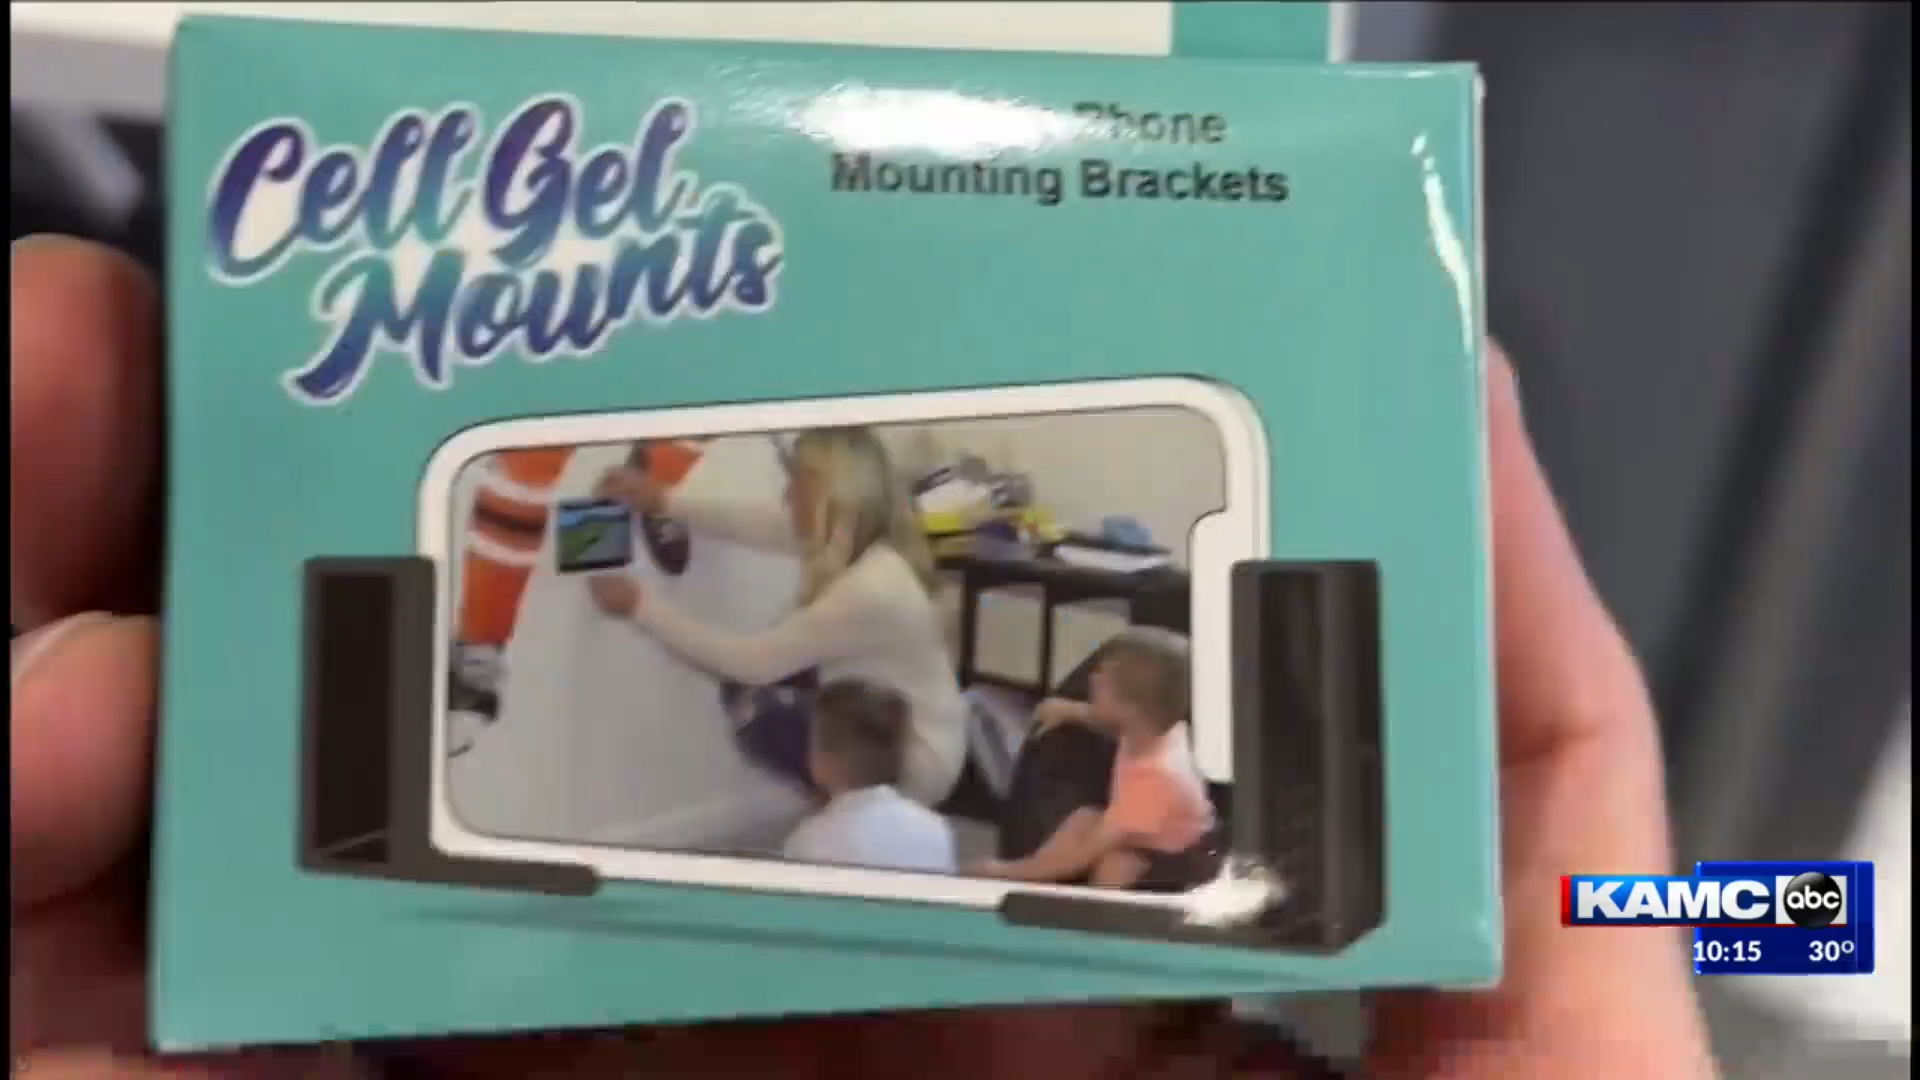 Cell Gel
Mounts
Phone
Mounting Brackets
KAMC abc
10:15 30°